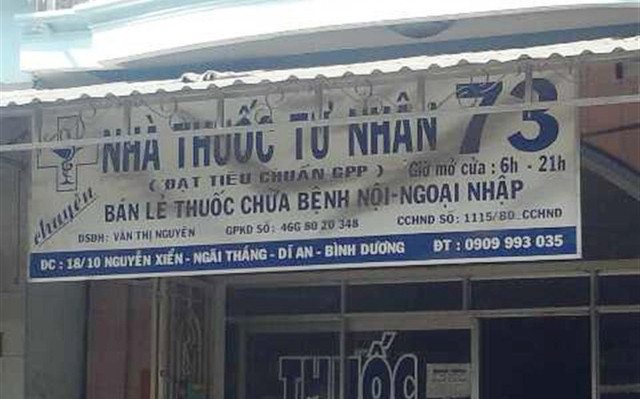 NHÀ THUỐC TƯ NHÂN 73
( ĐẠT TIÊU CHUẨN GPP ) Giờ mở cửa : 6h - 21h
chuyên BÁN LẺ THUỐC CHỮA BỆNH NỘI-NGOẠI NHẬP
DSĐH : VĂN THỊ NGUYÊN GPKD SỐ : 46G 80 20 348 CCHND SỐ : 1115/BD_CCHND
ĐC : 18/10 NGUYỄN XIỂN - NGÃI THẮNG - DĨ AN - BÌNH DƯƠNG ĐT : 0909 993 035
THUỐC